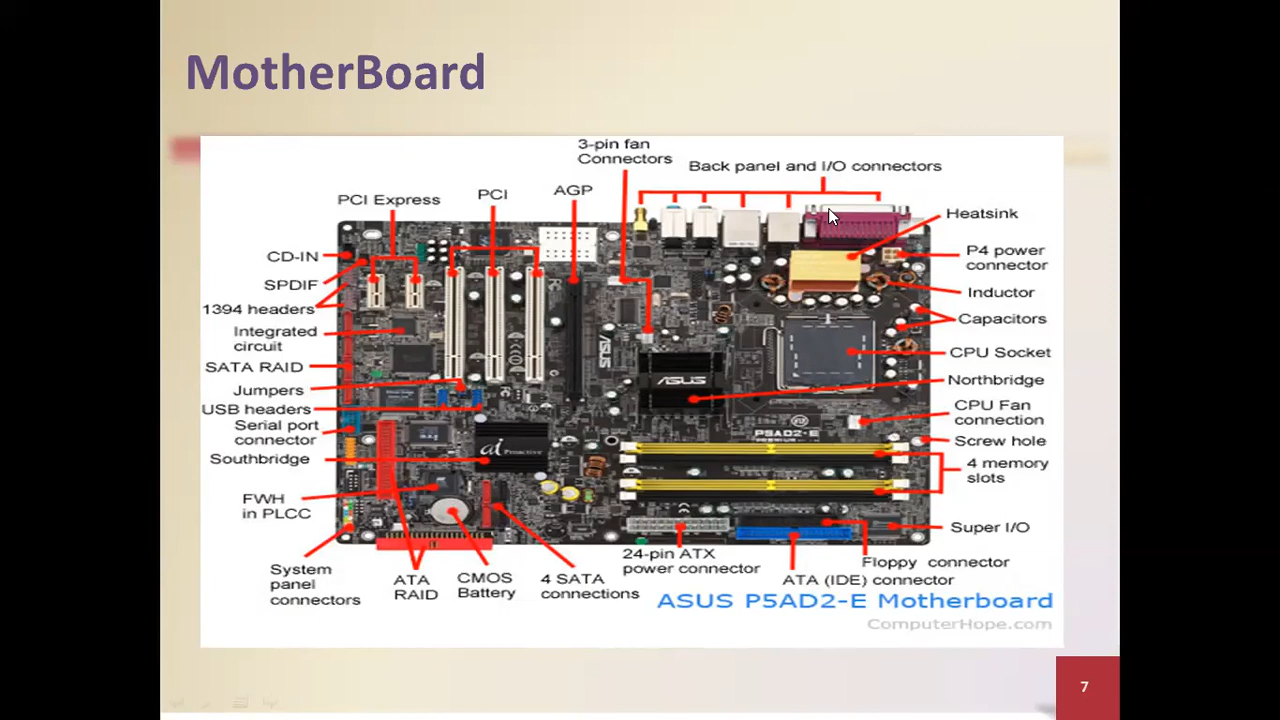 MotherBoard
3-pin fan
Connectors
Back panel and I/O connectors
PCI Express
PCI
AGP
Heatsink
CD-IN
P4 power
connector
SPDIF
Inductor
1394 headers
Capacitors
Integrated
circuit
CPU Socket
SATA RAID
Northbridge
Jumpers
USB headers
CPU Fan
connection
Serial port
connector
Screw hole
Southbridge
4 memory
slots
FWH
in PLCC
Super I/O
System
panel
connectors
ATA
RAID
CMOS
Battery
4 SATA
connections
24-pin ATX
power connector
Floppy connector
ATA (IDE) connector
ASUS
ASUS
P5AD2-E
PREMIUM
ai Proactive
ASUS P5AD2-E Motherboard
ComputerHope.com
7